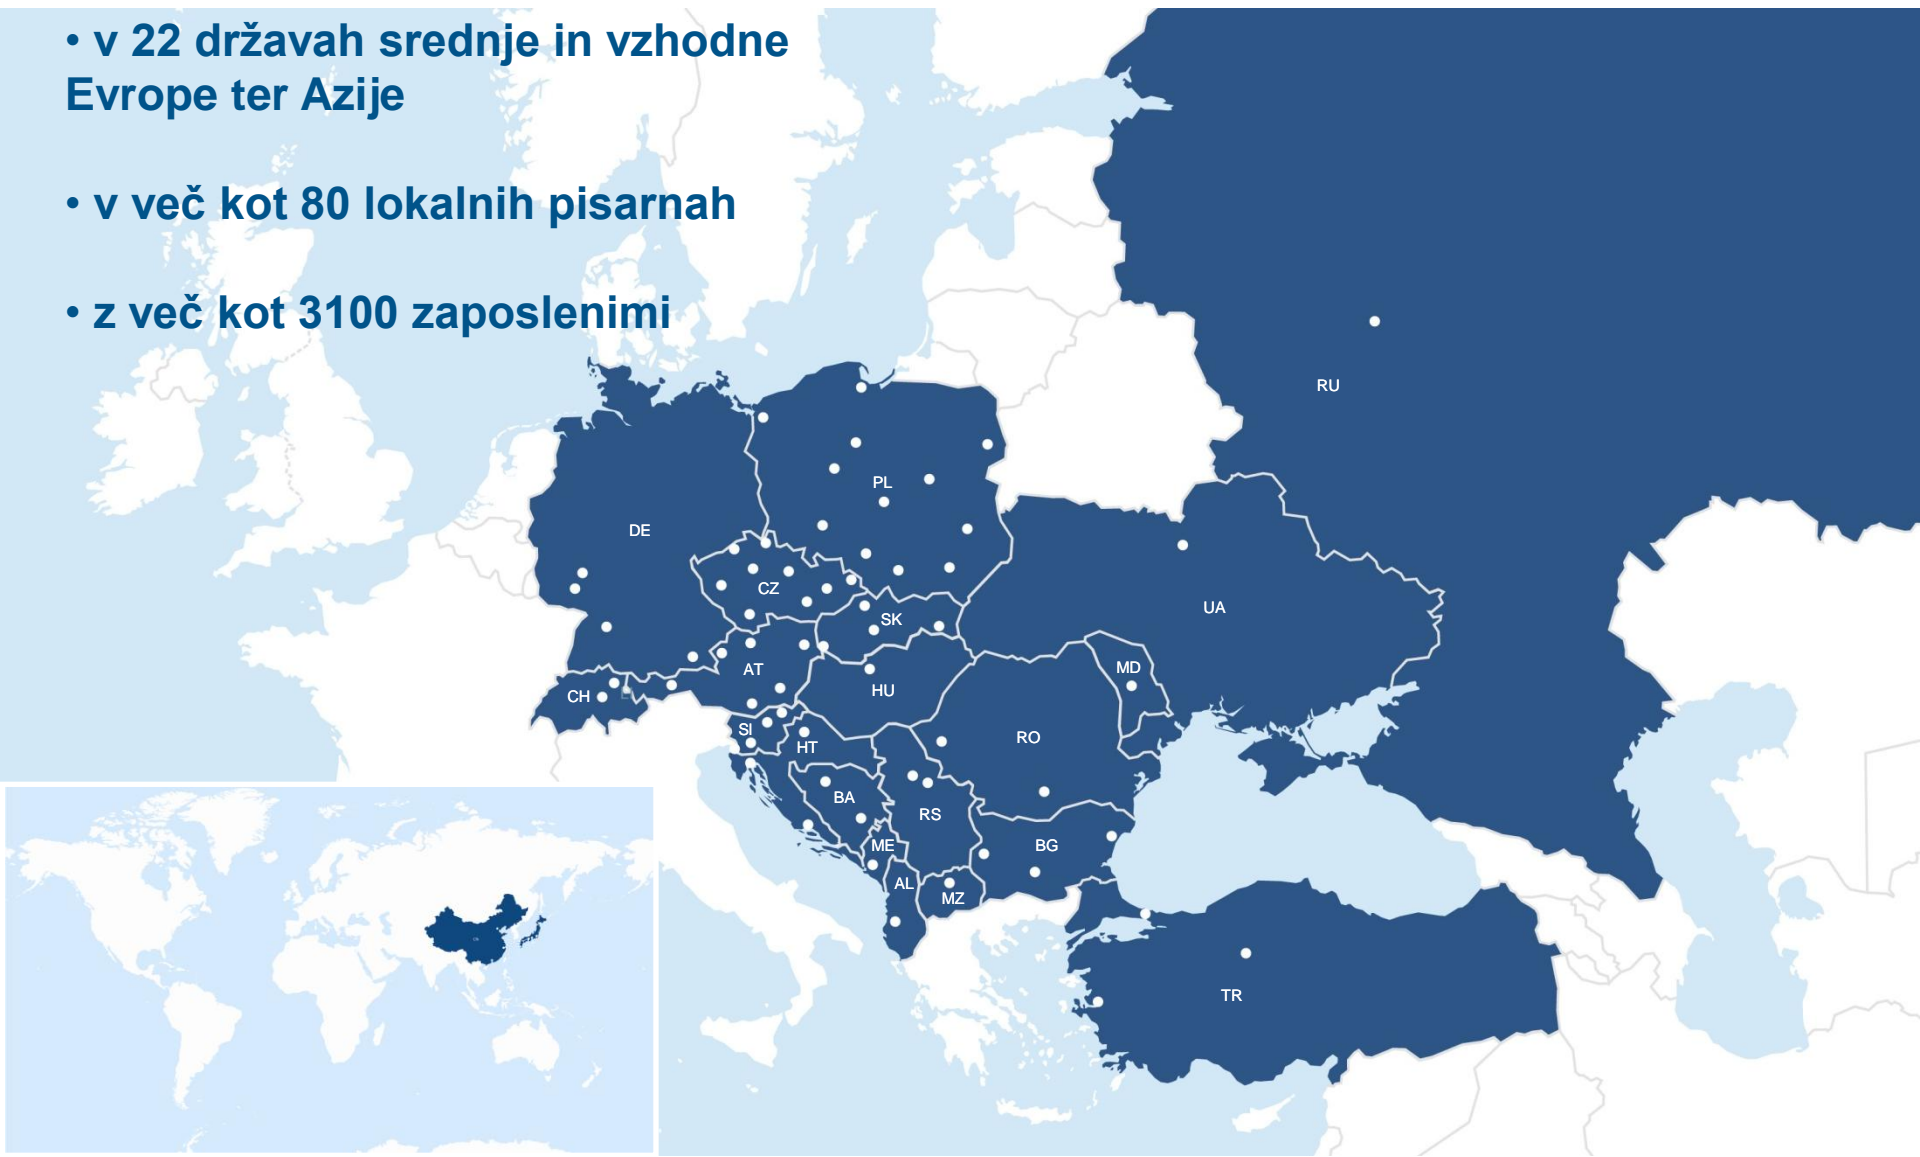 • v 22 državah srednje in vzhodne
Evrope ter Azije
• v več kot 80 lokalnih pisarnah
• z več kot 3100 zaposlenimi
RU
PL
DE
CZ
UA
SK
MD
AT
HU
CH
SI
RO
HT
BA
RS
ME
BG
AL
MZ
TR